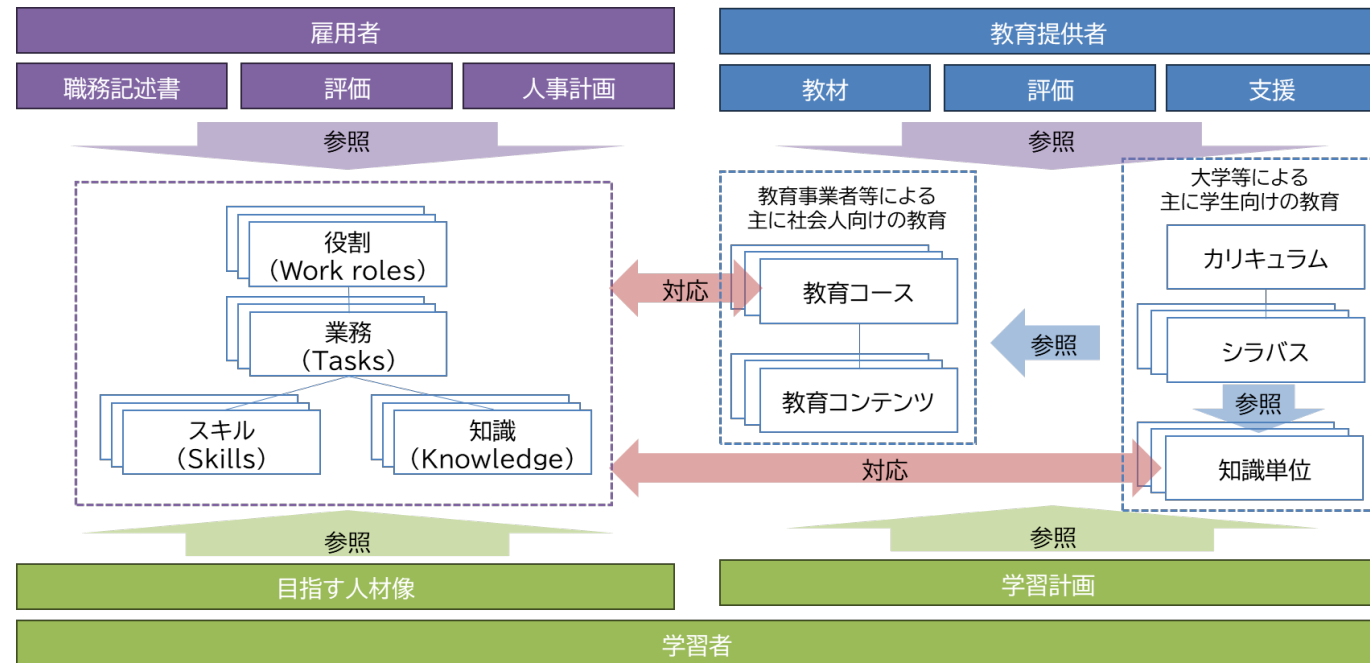 雇用者
職務記述書
評価
人事計画
参照
役割
(Work roles)
業務
(Tasks)
スキル
(Skills)
知識
(Knowledge)
参照
目指す人材像
対応
対応
教育提供者
教材
評価
支援
参照
教育事業者等による
主に社会人向けの教育
教育コース
教育コンテンツ
参照
大学等による
主に学生向けの教育
カリキュラム
シラバス
参照
知識単位
参照
学習計画
学習者